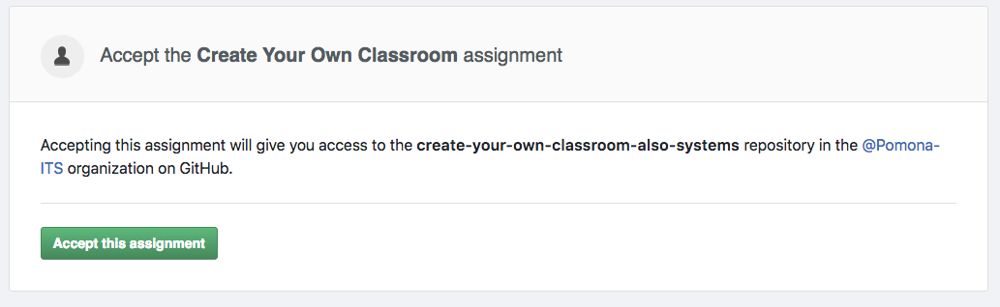 Accept the Create Your Own Classroom assignment
Accepting this assignment will give you access to the create-your-own-classroom-also-systems repository in the @Pomona-
ITS organization on GitHub.
Accept this assignment